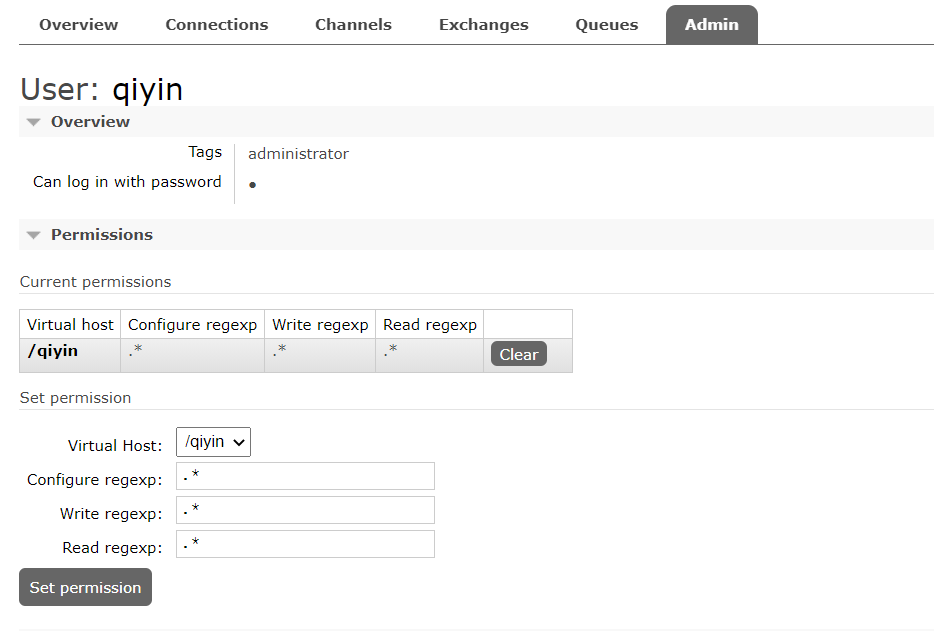 Overview Connections Channels Exchanges Queues Admin
User: qiyin
Overview
Tags administrator
Can log in with password •
Permissions
Current permissions
Virtual host Configure regexp Write regexp Read regexp
/qiyin .* .* .* Clear
Set permission
Virtual Host: /qiyin
Configure regexp: .*
Write regexp: .*
Read regexp: .*
Set permission